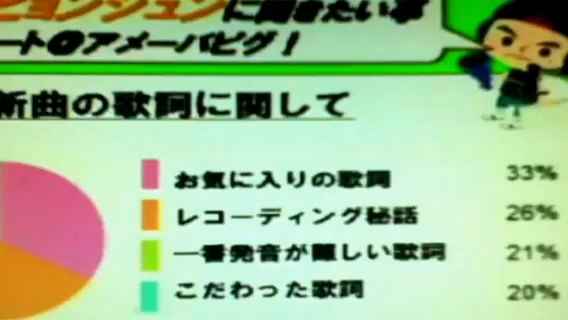 ヒョンジュンに聞きたい事
ート@アメーバピグ!
新曲の歌詞に関して
お気に入りの歌詞 33%
レコーディング秘話 26%
一番発音が難しい歌詞 21%
こだわった歌詞 20%